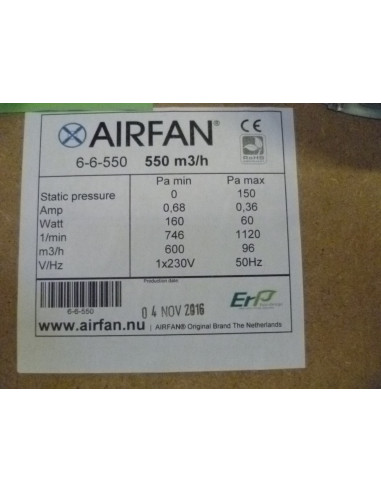 AIRFAN®
CE
RoHS
6-6-550 550 m3/h
Pa min Pa max
Static pressure 0 150
Amp 0,68 0,36
Watt 160 60
1/min 746 1120
m3/h 600 96
V/Hz 1x230V 50Hz
Production date:
04 NOV 2016
ErP
6-6-550
www.airfan.nu | AIRFAN® Original Brand The Netherlands